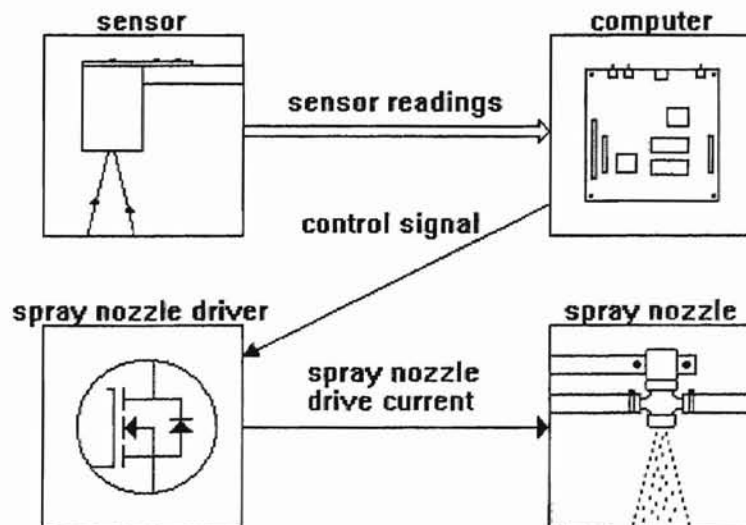 sensor
computer
sensor readings
control signal
spray nozzle driver
spray nozzle
spray nozzle
drive current